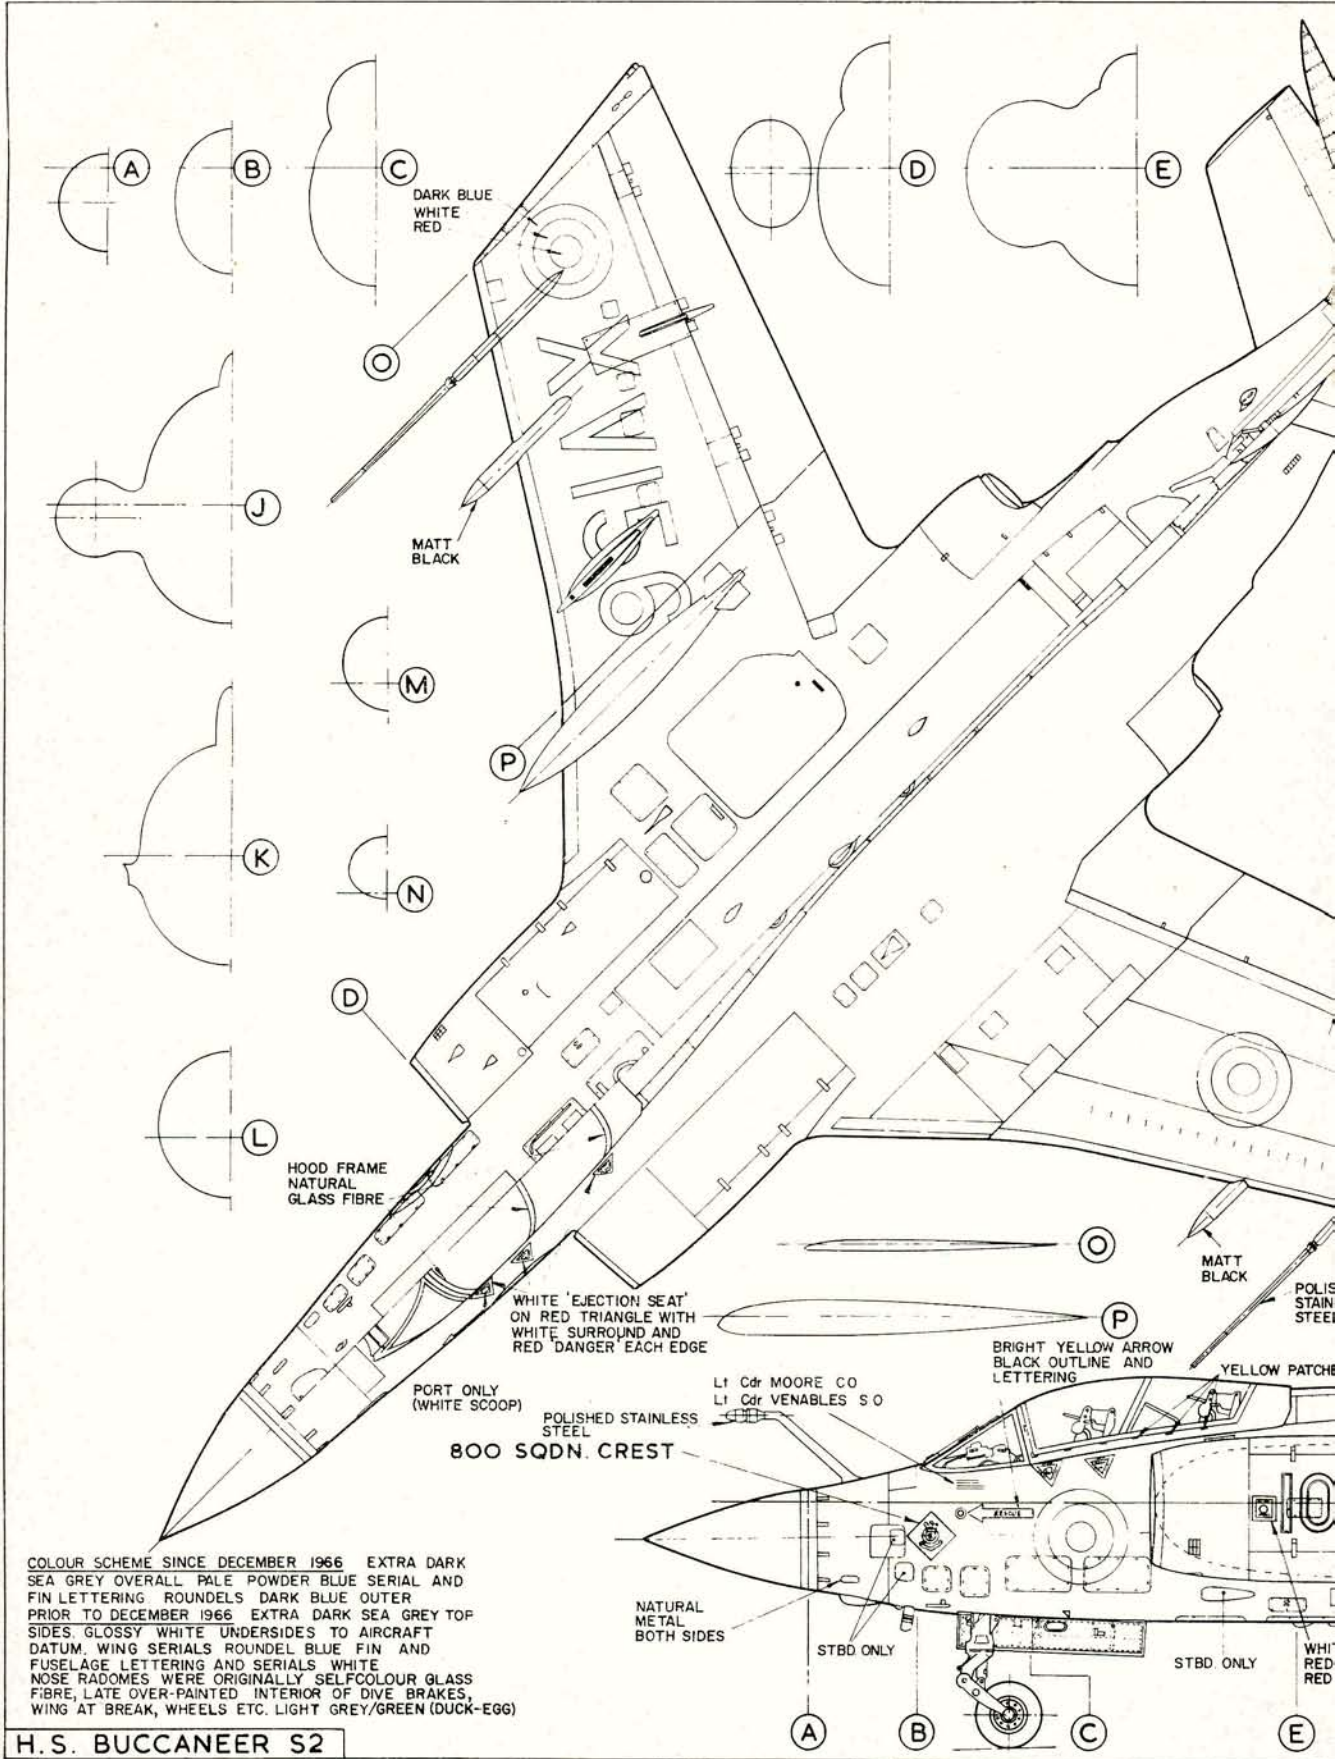 A
B
C
D
E
DARK BLUE
WHITE
RED
O
XV
J
MATT
BLACK
M
P
K
N
D
L
HOOD FRAME
NATURAL
GLASS FIBRE
O
MATT
BLACK
WHITE 'EJECTION SEAT'
ON RED TRIANGLE WITH
WHITE SURROUND AND
RED 'DANGER' EACH EDGE
P
BRIGHT YELLOW ARROW
BLACK OUTLINE AND
LETTERING
PORT ONLY
(WHITE SCOOP)
Lt Cdr MOORE C O
Lt Cdr VENABLES S O
POLISHED STAINLESS
STEEL
800 SQDN. CREST
RESCUE
10
NATURAL
METAL
BOTH SIDES
STBD ONLY
STBD. ONLY
RED
RED
A
B
C
E
COLOUR SCHEME SINCE DECEMBER 1966 EXTRA DARK
SEA GREY OVERALL PALE POWDER BLUE SERIAL AND
FIN LETTERING ROUNDELS DARK BLUE OUTER
PRIOR TO DECEMBER 1966 EXTRA DARK SEA GREY TOP
SIDES. GLOSSY WHITE UNDERSIDES TO AIRCRAFT
DATUM. WING SERIALS ROUNDEL BLUE FIN AND
FUSELAGE LETTERING AND SERIALS WHITE
NOSE RADOMES WERE ORIGINALLY SELFCOLOUR GLASS
FIBRE, LATE OVER-PAINTED INTERIOR OF DIVE BRAKES,
WING AT BREAK, WHEELS ETC. LIGHT GREY/GREEN (DUCK-EGG)
H.S. BUCCANEER S2